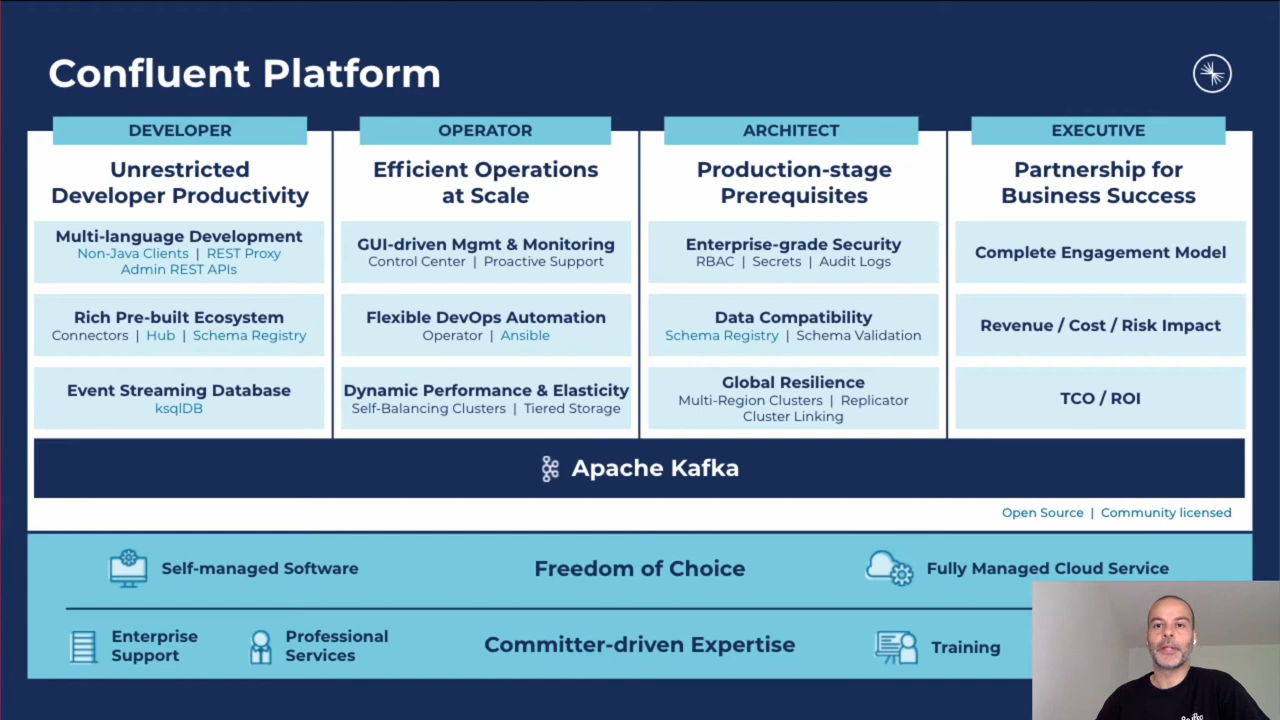 Confluent Platform
DEVELOPER
Unrestricted
Developer Productivity
Multi-language Development
Non-Java Clients | REST Proxy
Admin REST APIs
Rich Pre-built Ecosystem
Connectors | Hub | Schema Registry
Event Streaming Database
ksqlDB
OPERATOR
Efficient Operations
at Scale
GUI-driven Mgmt & Monitoring
Control Center | Proactive Support
Flexible DevOps Automation
Operator | Ansible
Dynamic Performance & Elasticity
Self-Balancing Clusters | Tiered Storage
ARCHITECT
Production-stage
Prerequisites
Enterprise-grade Security
RBAC | Secrets | Audit Logs
Data Compatibility
Schema Registry | Schema Validation
Global Resilience
Multi-Region Clusters | Replicator
Cluster Linking
EXECUTIVE
Partnership for
Business Success
Complete Engagement Model
Revenue / Cost / Risk Impact
TCO / ROI
Apache Kafka
Open Source | Community licensed
Self-managed Software
Freedom of Choice
Fully Managed Cloud Service
Enterprise
Support
Professional
Services
Committer-driven Expertise
Training